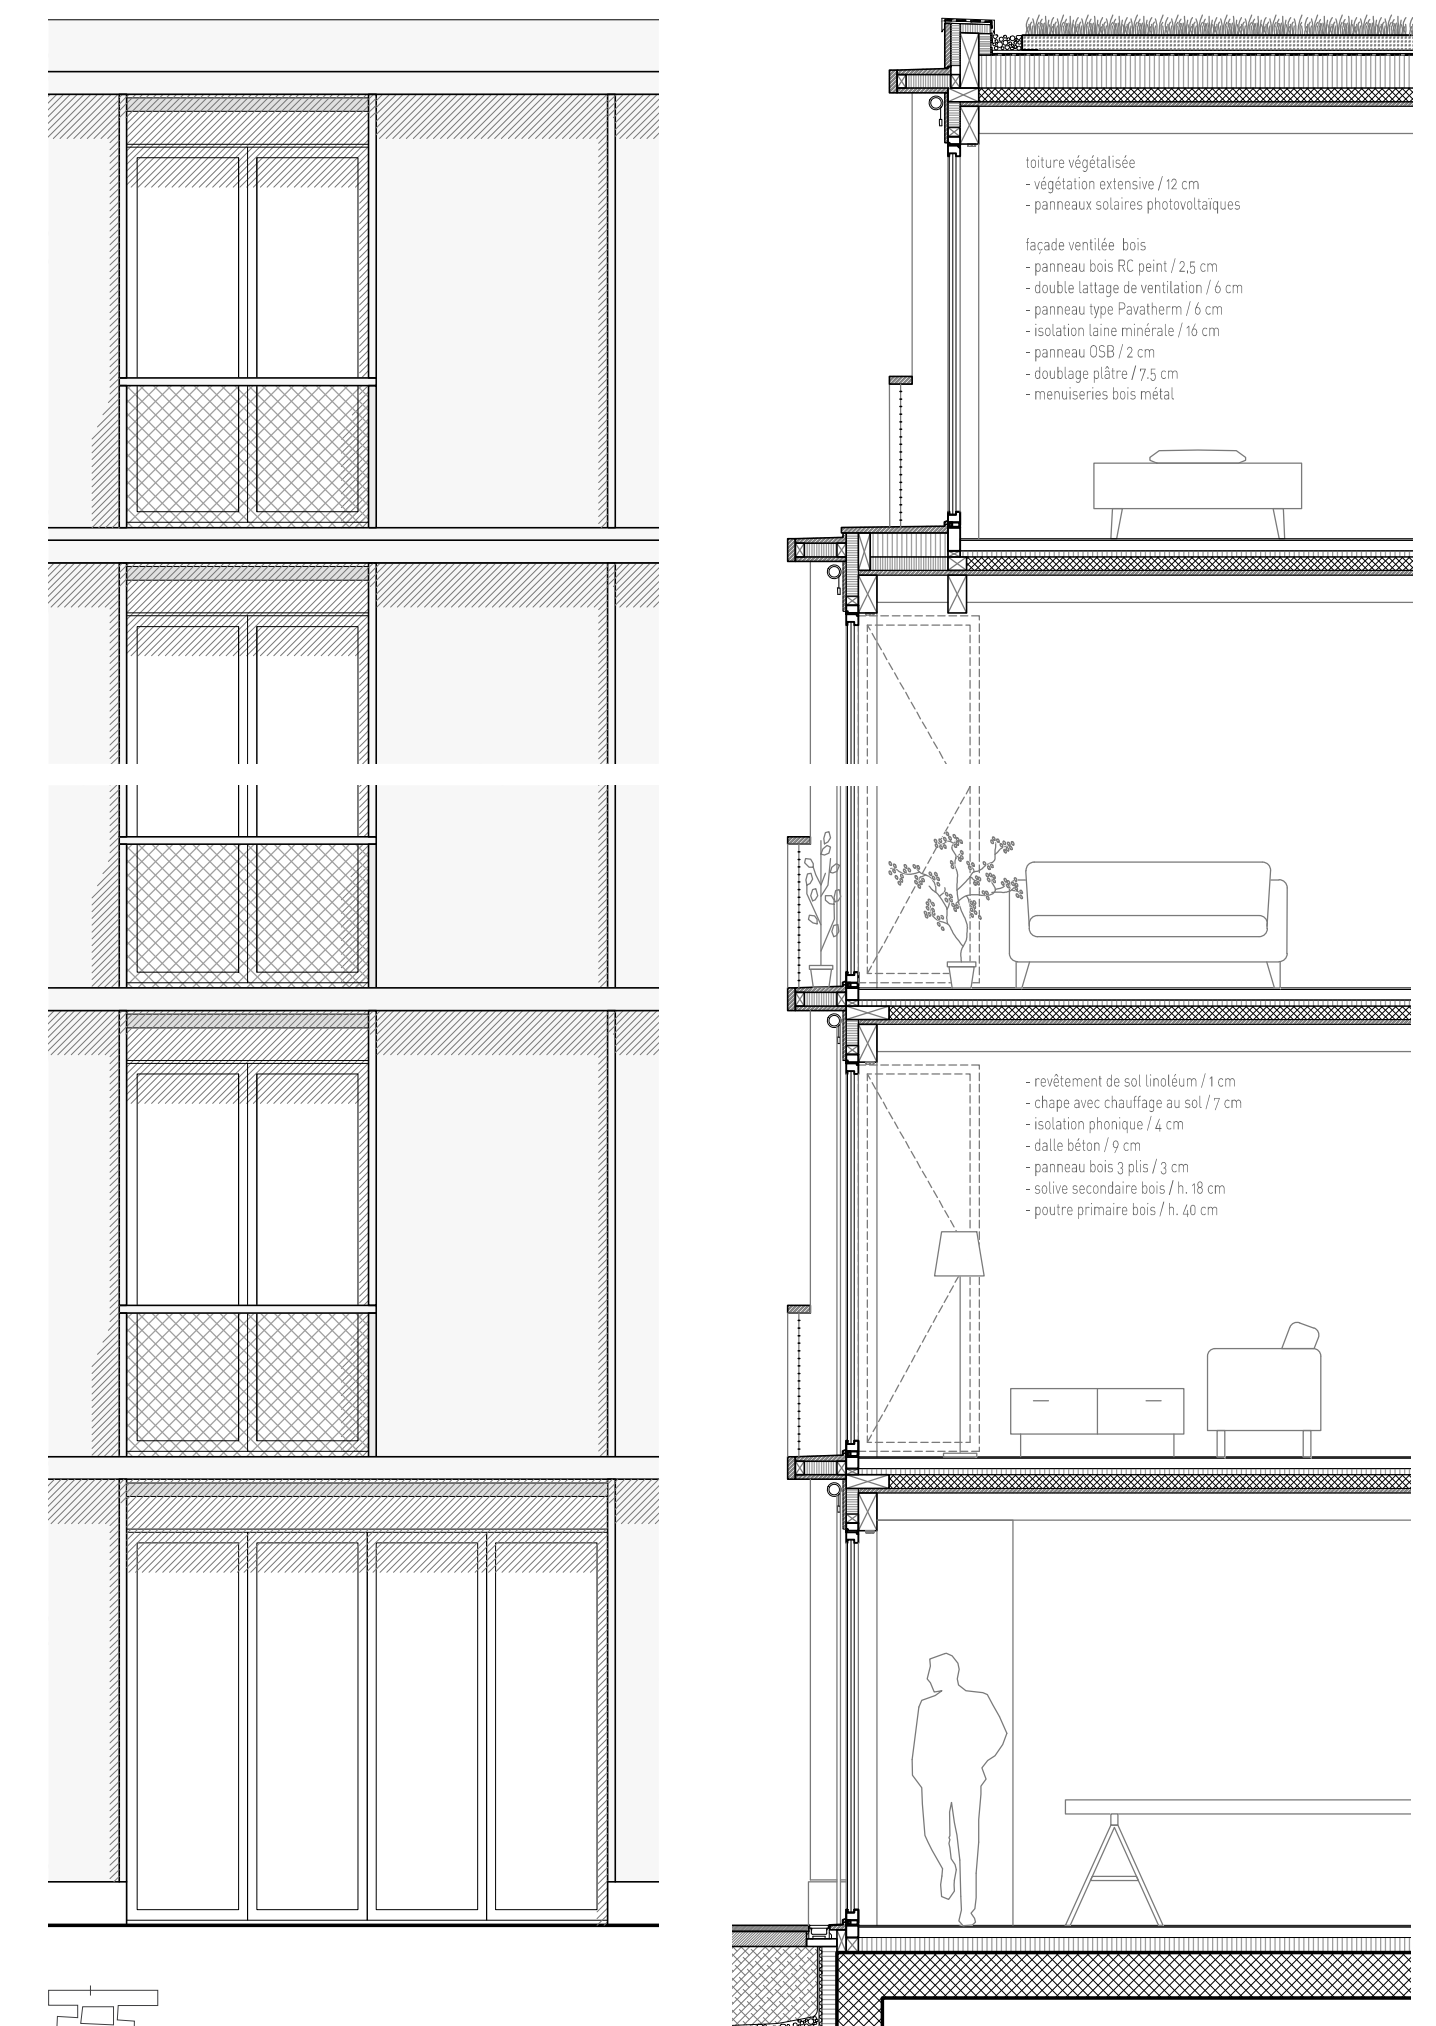 toiture végétalisée
- végétation extensive / 12 cm
- panneaux solaires photovoltaïques
façade ventilée bois
- panneau bois RC peint / 2,5 cm
- double lattage de ventilation / 6 cm
- panneau type Pavatherm / 6 cm
- isolation laine minérale / 16 cm
- panneau OSB / 2 cm
- doublage plâtre / 7.5 cm
- menuiseries bois métal
- revêtement de sol linoléum / 1 cm
- chape avec chauffage au sol / 7 cm
- isolation phonique / 4 cm
- dalle béton / 9 cm
- panneau bois 3 plis / 3 cm
- solive secondaire bois / h. 18 cm
- poutre primaire bois / h. 40 cm